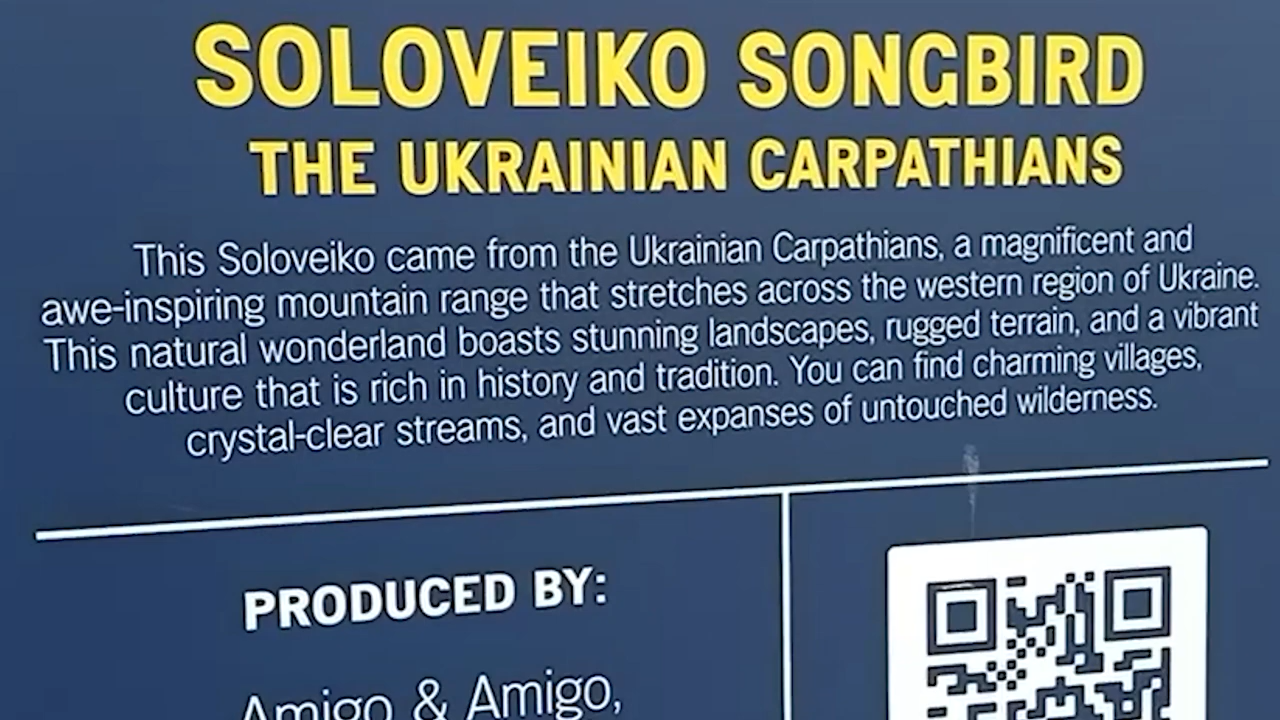 SOLOVEIKO SONGBIRD
THE UKRAINIAN CARPATHIANS
This Soloveiko came from the Ukrainian Carpathians, a magnificent and
awe-inspiring mountain range that stretches across the western region of Ukraine.
This natural wonderland boasts stunning landscapes, rugged terrain, and a vibrant
culture that is rich in history and tradition. You can find charming villages,
crystal-clear streams, and vast expanses of untouched wilderness.
PRODUCED BY:
Amigo & Amigo,